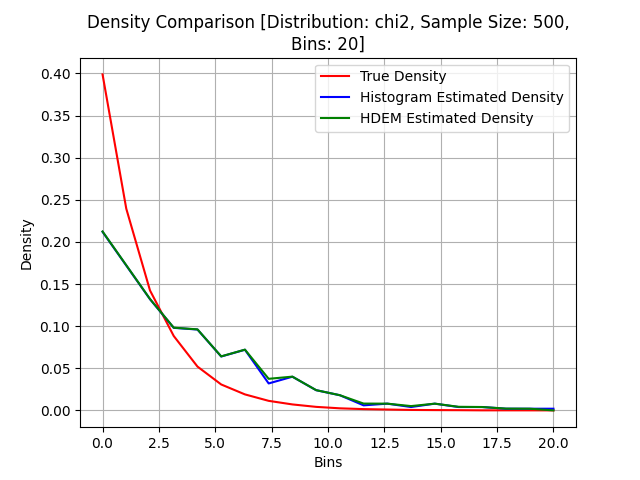 Density Comparison [Distribution: chi2, Sample Size: 500,
Bins: 20]
True Density
Histogram Estimated Density
HDEM Estimated Density
Density
0.40
0.35
0.30
0.25
0.20
0.15
0.10
0.05
0.00
0.0 2.5 5.0 7.5 10.0 12.5 15.0 17.5 20.0
Bins